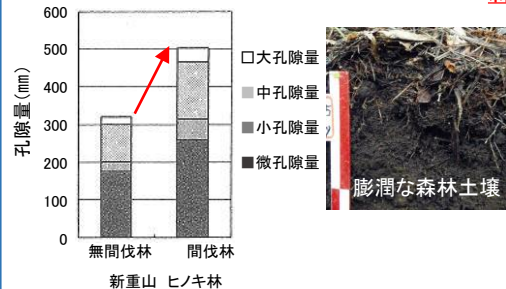 孔隙量(mm)
600
500
400
300
200
100
0
無間伐林
間伐林
新重山 ヒノキ林
□大孔隙量
中孔隙量
小孔隙量
微孔隙量
膨潤な森林土壌